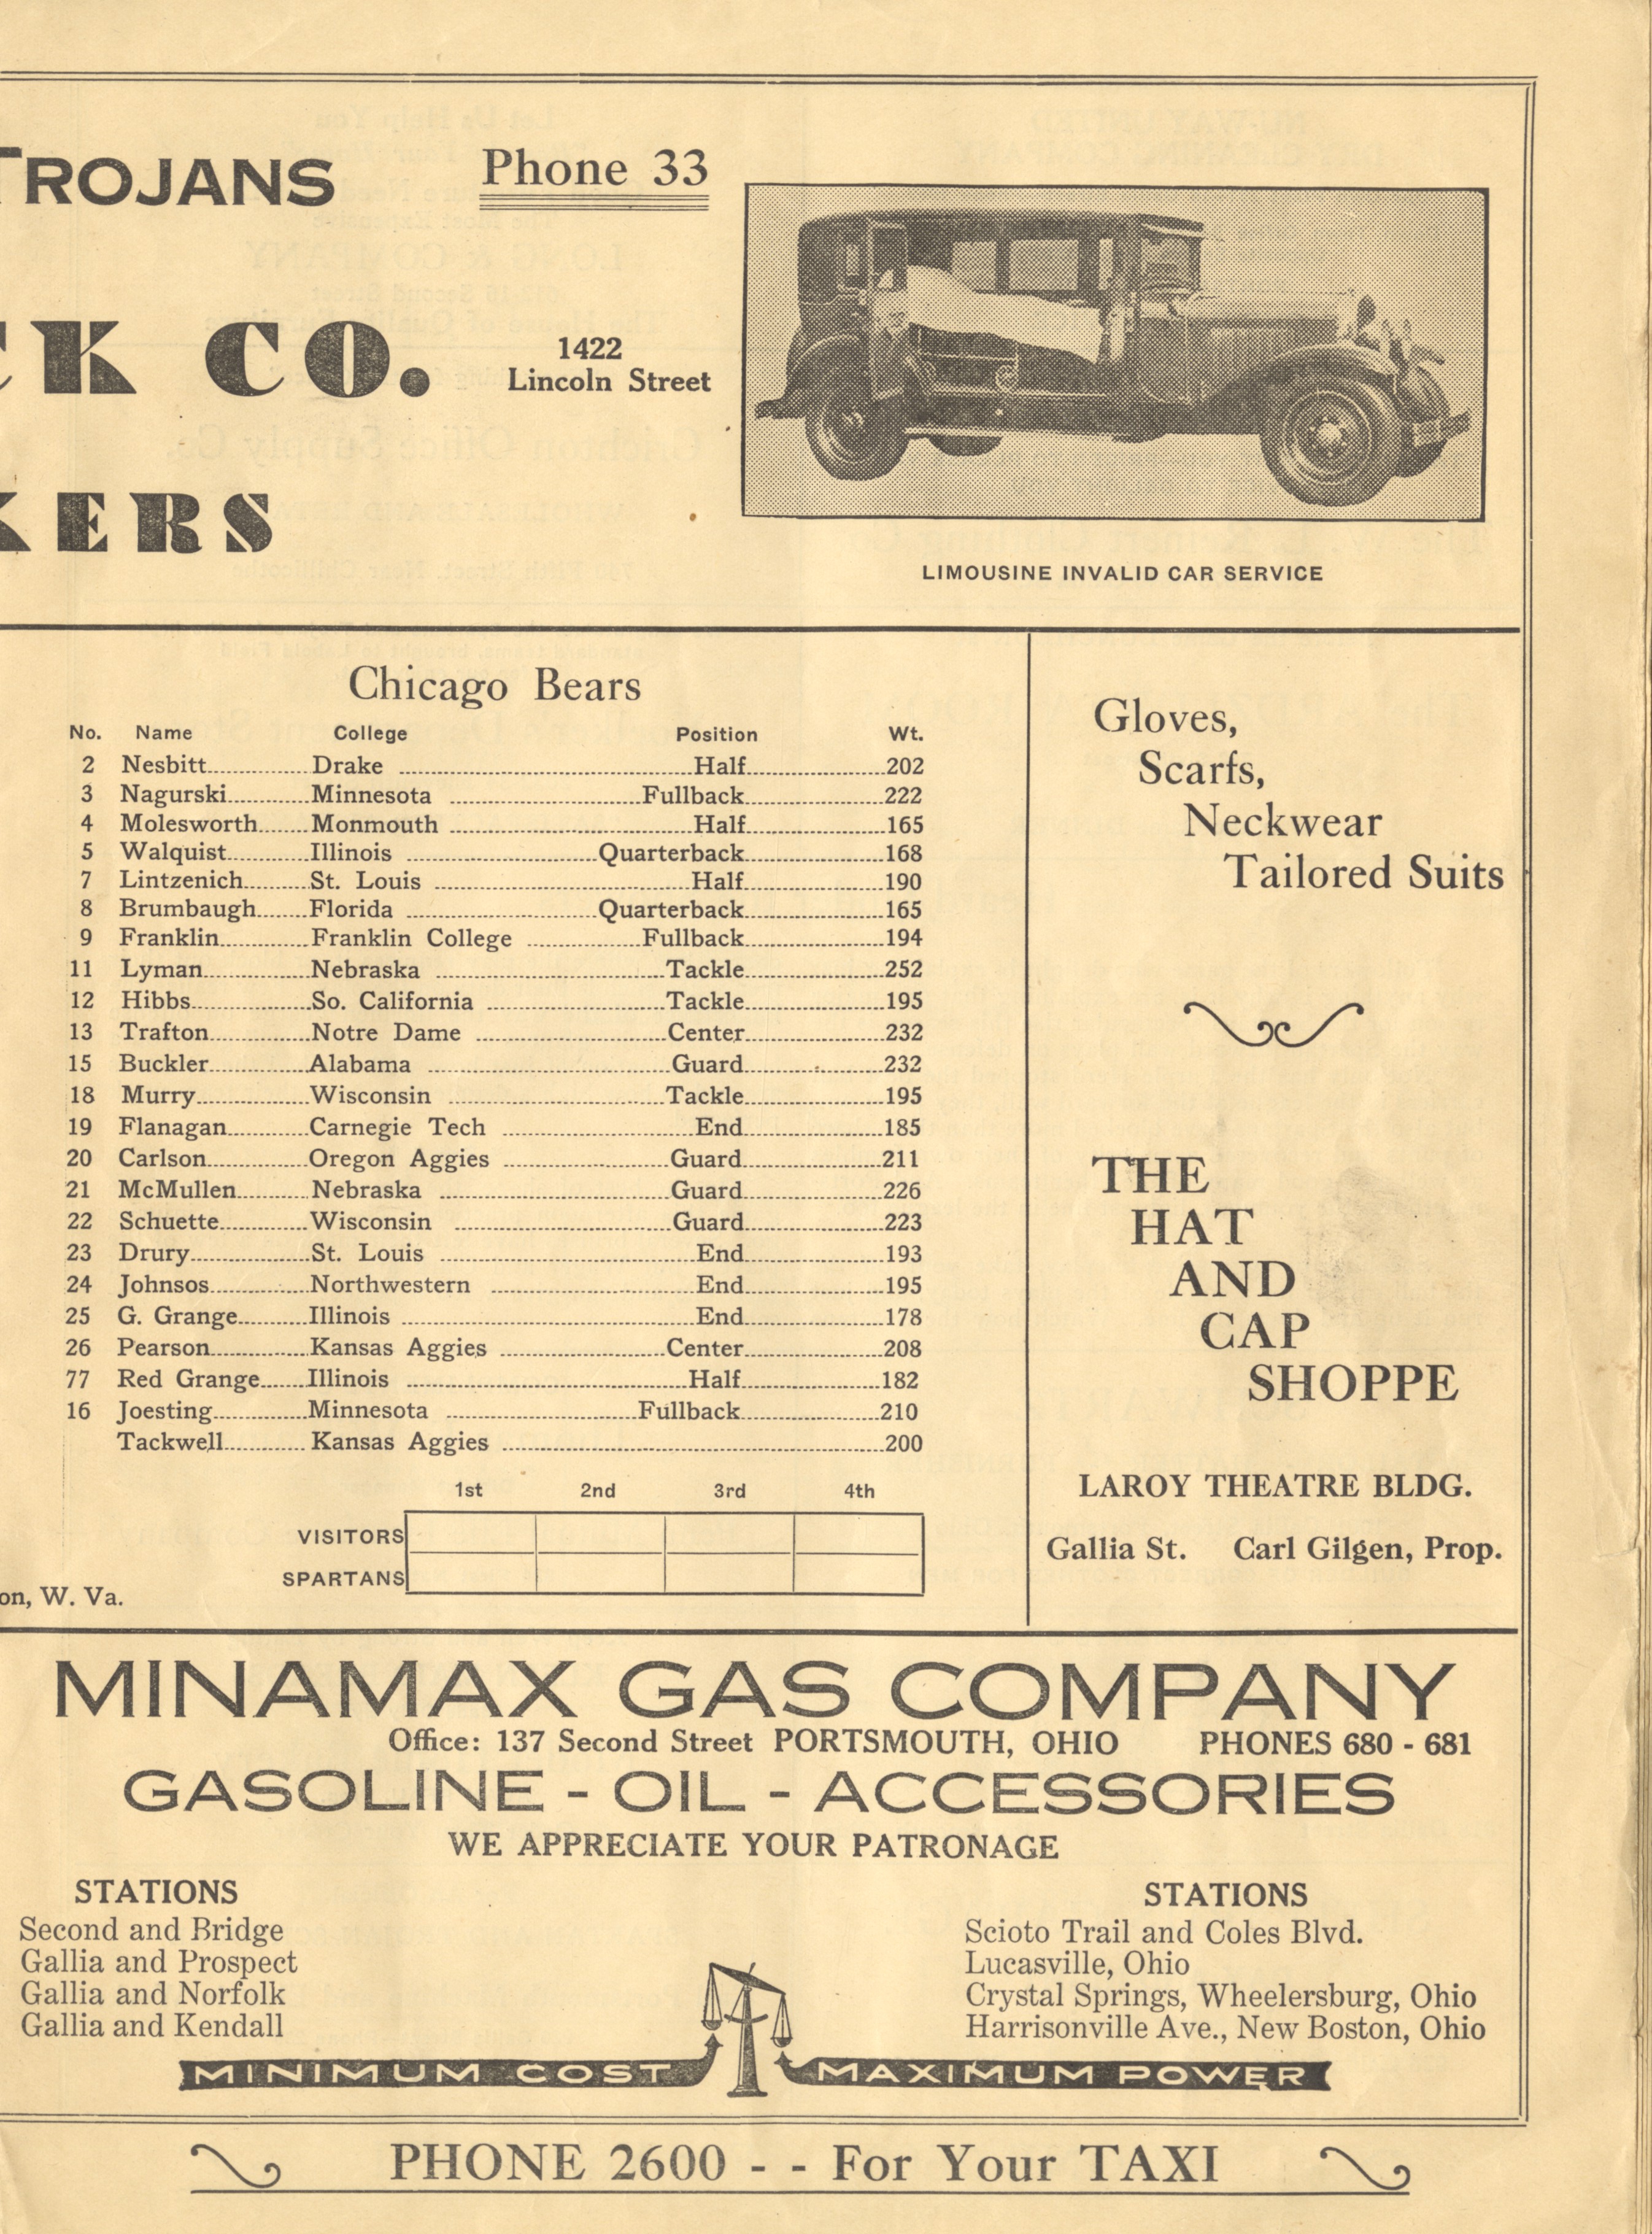 TROJANS
Phone 33
CK CO.
1422
Lincoln Street
KERS
LIMOUSINE INVALID CAR SERVICE
Chicago Bears
No. Name College Position Wt.
2 Nesbitt Drake Half 202
3 Nagurski Minnesota Fullback 222
4 Molesworth Monmouth Half 165
5 Walquist Illinois Quarterback 168
7 Lintzenich St. Louis Half 190
8 Brumbaugh Florida Quarterback 165
9 Franklin Franklin College Fullback 194
11 Lyman Nebraska Tackle 252
12 Hibbs So. California Tackle 195
13 Trafton Notre Dame Center 232
15 Buckler Alabama Guard 232
18 Murry Wisconsin Tackle 195
19 Flanagan Carnegie Tech End 185
20 Carlson Oregon Aggies Guard 211
21 McMullen Nebraska Guard 226
22 Schuette Wisconsin Guard 223
23 Drury St. Louis End 193
24 Johnsos Northwestern End 195
25 G. Grange Illinois End 178
26 Pearson Kansas Aggies Center 208
77 Red Grange Illinois Half 182
16 Joesting Minnesota Fullback 210
Tackwell Kansas Aggies 200
1st 2nd 3rd 4th
VISITORS
SPARTANS
on, W. Va.
Gloves,
Scarfs,
Neckwear
Tailored Suits
THE
HAT
AND
CAP
SHOPPE
LAROY THEATRE BLDG.
Gallia St. Carl Gilgen, Prop.
MINAMAX GAS COMPANY
Office: 137 Second Street PORTSMOUTH, OHIO PHONES 680 - 681
GASOLINE - OIL - ACCESSORIES
WE APPRECIATE YOUR PATRONAGE
STATIONS
Second and Bridge
Gallia and Prospect
Gallia and Norfolk
Gallia and Kendall
STATIONS
Scioto Trail and Coles Blvd.
Lucasville, Ohio
Crystal Springs, Wheelersburg, Ohio
Harrisonville Ave., New Boston, Ohio
MINIMUM COST MAXIMUM POWER
PHONE 2600 - - For Your TAXI